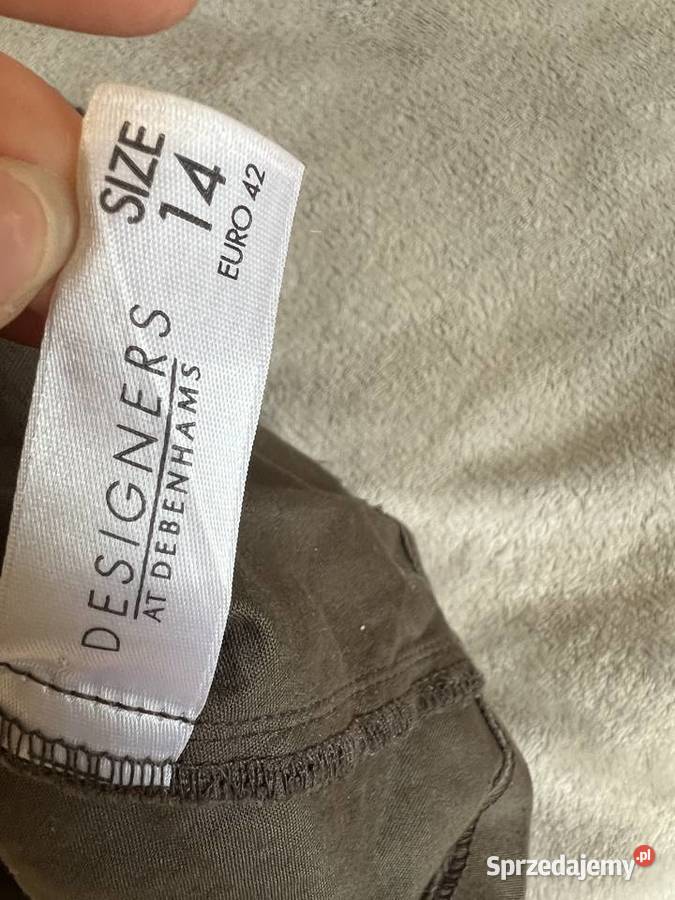 SIZE
14
EURO 42
DESIGNERS
AT DEBENHAMS
Sprzedajemy.pl